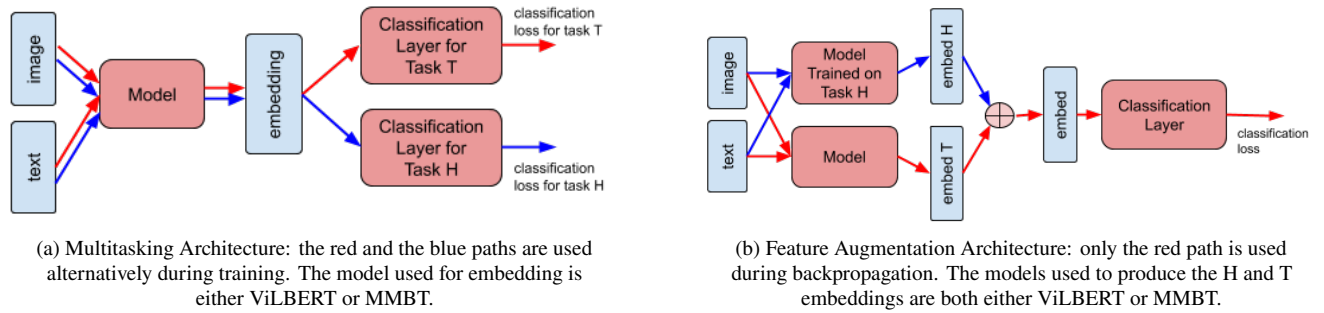 image
text
Model
embedding
Classification
Layer for
Task T
Classification
Layer for
Task H
classification
loss for task T
classification
loss for task H
(a) Multitasking Architecture: the red and the blue paths are used
alternatively during training. The model used for embedding is
either ViLBERT or MMBT.
image
text
Model
Trained on
Task H
Model
embed H
embed T
embed
Classification
Layer
classification
loss
(b) Feature Augmentation Architecture: only the red path is used
during backpropagation. The models used to produce the H and T
embeddings are both either ViLBERT or MMBT.